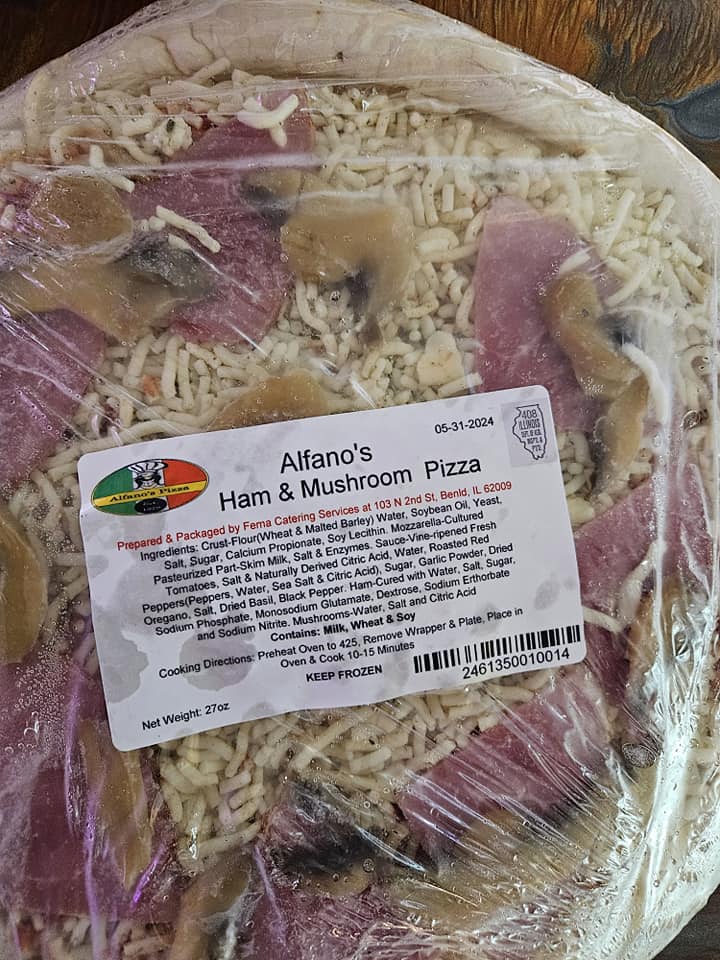 05-31-2024
408
ILLINOIS
Alfano's
Ham & Mushroom Pizza
Alfano's Pizza
Prepared & Packaged by Ferna Catering Services at 103 N 2nd St, Benld, IL 62009
Ingredients: Crust-Flour(Wheat & Malted Barley) Water, Soybean Oil, Yeast,
Salt, Sugar, Calcium Propionate, Soy Lecithin. Mozzarella-Cultured
Pasteurized Part-Skim Milk, Salt & Enzymes. Sauce-Vine-ripened Fresh
Tomatoes, Salt & Naturally Derived Citric Acid, Water, Roasted Red
Peppers(Peppers, Water, Sea Salt & Citric Acid), Sugar, Garlic Powder, Dried
Oregano, Salt, Dried Basil, Black Pepper. Ham-Cured with Water, Salt, Sugar,
Sodium Phosphate, Monosodium Glutamate, Dextrose, Sodium Erthorbate
and Sodium Nitrite. Mushrooms-Water, Salt and Citric Acid
Contains: Milk, Wheat & Soy
Cooking Directions: Preheat Oven to 425, Remove Wrapper & Plate, Place in
Oven & Cook 10-15 Minutes
KEEP FROZEN
2461350010014
Net Weight: 27oz